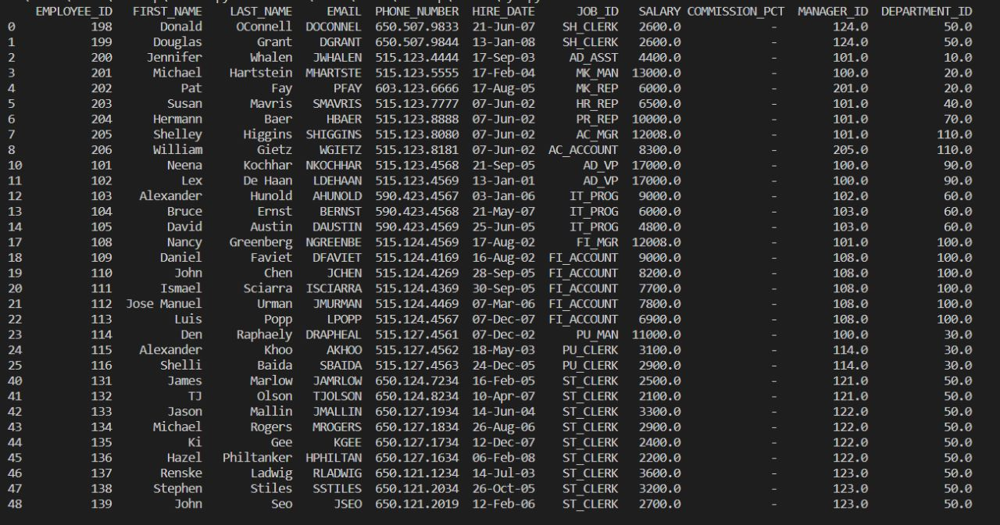 EMPLOYEE_ID FIRST_NAME LAST_NAME EMAIL PHONE_NUMBER HIRE_DATE JOB_ID SALARY COMMISSION_PCT MANAGER_ID DEPARTMENT_ID
0 198 Donald OConnell DOCONNEL 650.507.9833 21-Jun-07 SH_CLERK 2600.0 - 124.0 50.0
1 199 Douglas Grant DGRANT 650.507.9844 13-Jan-08 SH_CLERK 2600.0 - 124.0 50.0
2 200 Jennifer Whalen JWHALEN 515.123.4444 17-Sep-03 AD_ASST 4400.0 - 101.0 10.0
3 201 Michael Hartstein MHARTSTE 515.123.5555 17-Feb-04 MK_MAN 13000.0 - 100.0 20.0
4 202 Pat Fay PFAY 603.123.6666 17-Aug-05 MK_REP 6000.0 - 201.0 20.0
5 203 Susan Mavris SMAVRIS 515.123.7777 07-Jun-02 HR_REP 6500.0 - 101.0 40.0
6 204 Hermann Baer HBAER 515.123.8888 07-Jun-02 PR_REP 10000.0 - 101.0 70.0
7 205 Shelley Higgins SHIGGINS 515.123.8080 07-Jun-02 AC_MGR 12008.0 - 101.0 110.0
8 206 William Gietz WGIETZ 515.123.8181 07-Jun-02 AC_ACCOUNT 8300.0 - 205.0 110.0
10 101 Neena Kochhar NKOCHHAR 515.123.4568 21-Sep-05 AD_VP 17000.0 - 100.0 90.0
11 102 Lex De Haan LDEHAAN 515.123.4569 13-Jan-01 AD_VP 17000.0 - 100.0 90.0
12 103 Alexander Hunold AHUNOLD 590.423.4567 03-Jan-06 IT_PROG 9000.0 - 102.0 60.0
13 104 Bruce Ernst BERNST 590.423.4568 21-May-07 IT_PROG 6000.0 - 103.0 60.0
14 105 David Austin DAUSTIN 590.423.4569 25-Jun-05 IT_PROG 4800.0 - 103.0 60.0
17 108 Nancy Greenberg NGREENBE 515.124.4569 17-Aug-02 FI_MGR 12008.0 - 101.0 100.0
18 109 Daniel Faviet DFAVIET 515.124.4169 16-Aug-02 FI_ACCOUNT 9000.0 - 108.0 100.0
19 110 John Chen JCHEN 515.124.4269 28-Sep-05 FI_ACCOUNT 8200.0 - 108.0 100.0
20 111 Ismael Sciarra ISCIARRA 515.124.4369 30-Sep-05 FI_ACCOUNT 7700.0 - 108.0 100.0
21 112 Jose Manuel Urman JMURMAN 515.124.4469 07-Mar-06 FI_ACCOUNT 7800.0 - 108.0 100.0
22 113 Luis Popp LPOPP 515.124.4567 07-Dec-07 FI_ACCOUNT 6900.0 - 108.0 100.0
23 114 Den Raphaely DRAPHEAL 515.127.4561 07-Dec-02 PU_MAN 11000.0 - 100.0 30.0
24 115 Alexander Khoo AKHOO 515.127.4562 18-May-03 PU_CLERK 3100.0 - 114.0 30.0
25 116 Shelli Baida SBAIDA 515.127.4563 24-Dec-05 PU_CLERK 2900.0 - 114.0 30.0
40 131 James Marlow JAMRLOW 650.124.7234 16-Feb-05 ST_CLERK 2500.0 - 121.0 50.0
41 132 TJ Olson TJOLSON 650.124.8234 10-Apr-07 ST_CLERK 2100.0 - 121.0 50.0
42 133 Jason Mallin JMALLIN 650.127.1934 14-Jun-04 ST_CLERK 3300.0 - 122.0 50.0
43 134 Michael Rogers MROGERS 650.127.1834 26-Aug-06 ST_CLERK 2900.0 - 122.0 50.0
44 135 Ki Gee KGEE 650.127.1734 12-Dec-07 ST_CLERK 2400.0 - 122.0 50.0
45 136 Hazel Philtanker HPHILTAN 650.127.1634 06-Feb-08 ST_CLERK 2200.0 - 122.0 50.0
46 137 Renske Ladwig RLADWIG 650.121.1234 14-Jul-03 ST_CLERK 3600.0 - 123.0 50.0
47 138 Stephen Stiles SSTILES 650.121.2034 26-Oct-05 ST_CLERK 3200.0 - 123.0 50.0
48 139 John Seo JSEO 650.121.2019 12-Feb-06 ST_CLERK 2700.0 - 123.0 50.0